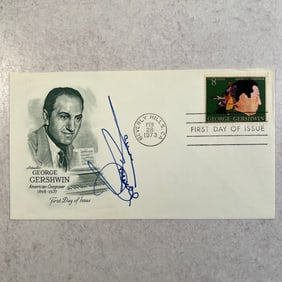 BEVERLY HILLS, CA
FEB
28
1973
8
GEORGE GERSHWIN
FIRST DAY OF ISSUE
GEORGE
GERSHWIN
American Composer
1898-1937
First Day of Issue